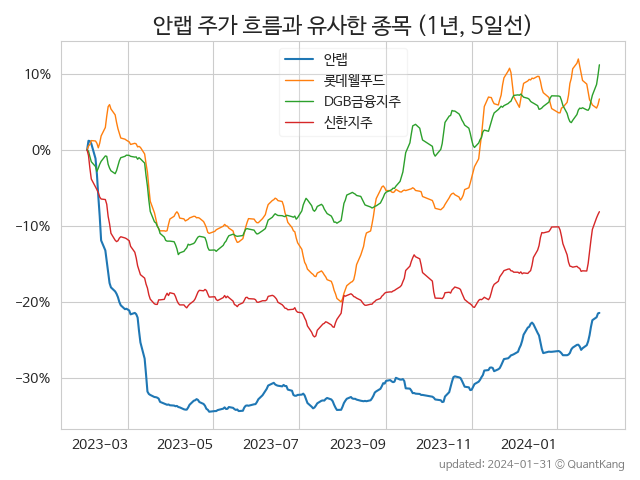 안랩 주가 흐름과 유사한 종목 (1년, 5일선)
안랩
롯데웰푸드
DGB금융지주
신한지주
10%
0%
−10%
−20%
−30%
2023-03
2023-05
2023-07
2023-09
2023-11
2024-01
updated: 2024-01-31 © QuantKang